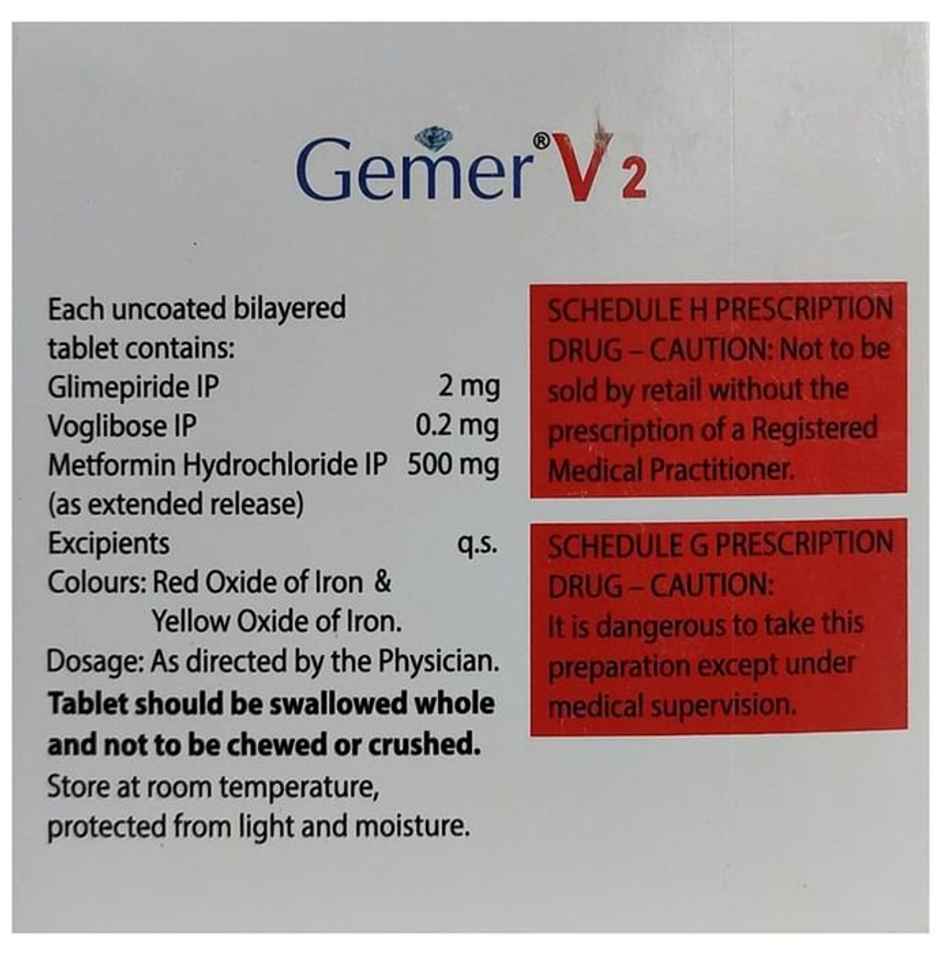 Gemer® V 2
Each uncoated bilayered
tablet contains:
Glimepiride IP 2 mg
Voglibose IP 0.2 mg
Metformin Hydrochloride IP 500 mg
(as extended release)
Excipients q.s.
Colours: Red Oxide of Iron &
Yellow Oxide of Iron.
Dosage: As directed by the Physician.
Tablet should be swallowed whole
and not to be chewed or crushed.
Store at room temperature,
protected from light and moisture.
SCHEDULE H PRESCRIPTION
DRUG – CAUTION: Not to be
sold by retail without the
prescription of a Registered
Medical Practitioner.
SCHEDULE G PRESCRIPTION
DRUG – CAUTION:
It is dangerous to take this
preparation except under
medical supervision.